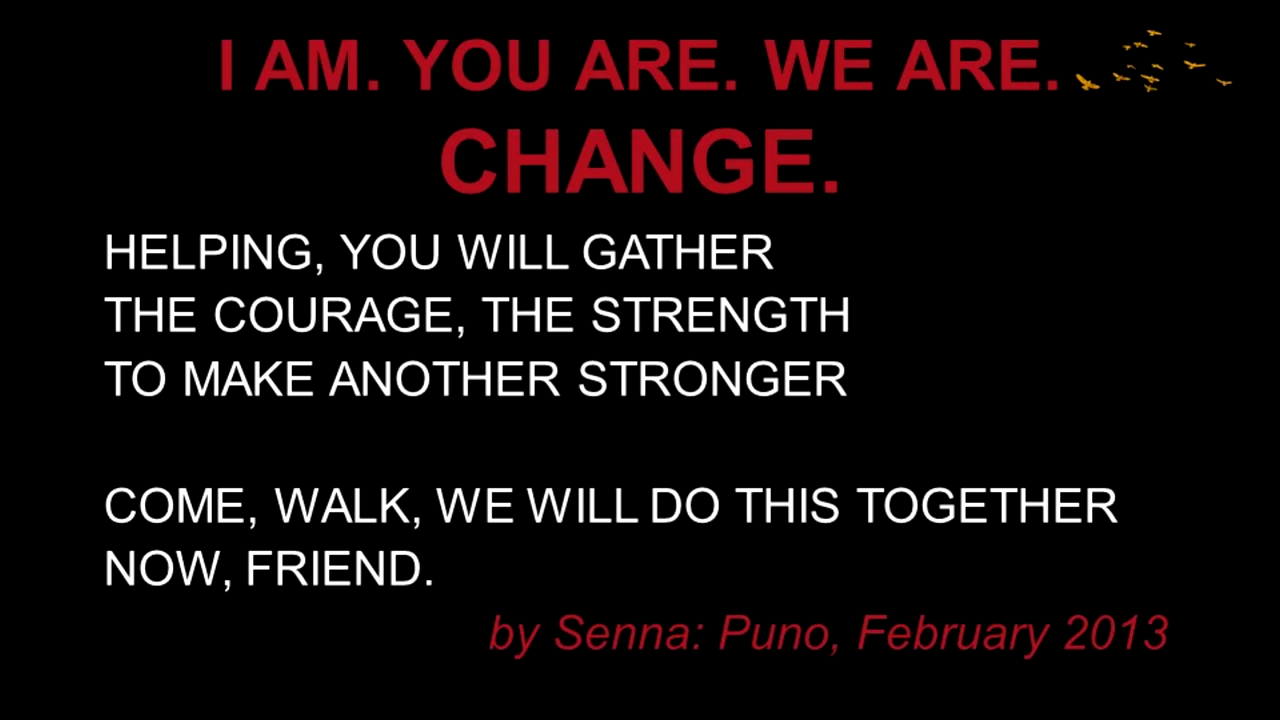 I AM. YOU ARE. WE ARE.
CHANGE.
HELPING, YOU WILL GATHER
THE COURAGE, THE STRENGTH
TO MAKE ANOTHER STRONGER
COME, WALK, WE WILL DO THIS TOGETHER
NOW, FRIEND.
by Senna: Puno, February 2013